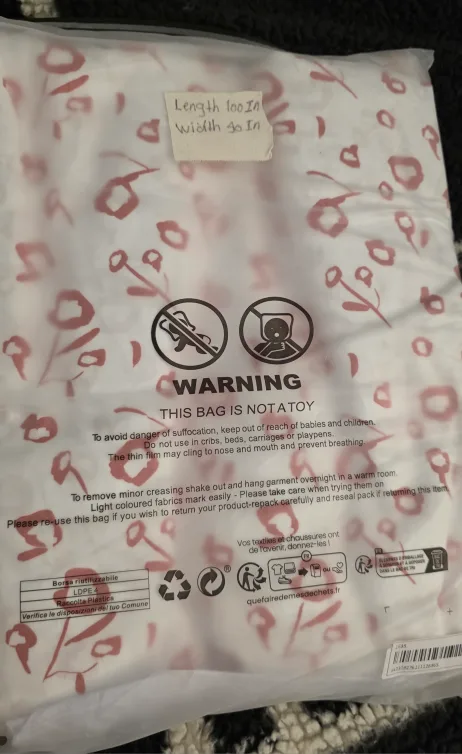 Length 100 In
Width 90 In
WARNING
THIS BAG IS NOT A TOY
To avoid danger of suffocation, keep out of reach of babies and children.
Do not use in cribs, beds, carriages or playpens.
The thin film may cling to nose and mouth and prevent breathing.
To remove minor creasing shake out and hang garment overnight in a warm room.
Light coloured fabrics mark easily - Please take care when trying them on
Please re-use this bag if you wish to return your product-repack carefully and reseal pack if returning this item.
Vos textiles et chaussures ont
de l'avenir, donnez-les !
FR
OU
quefairedemesdechets.fr
Borsa riutilizzabile
LDPE 4
Raccolta Plastica
Verifica le disposizioni del tuo Comune